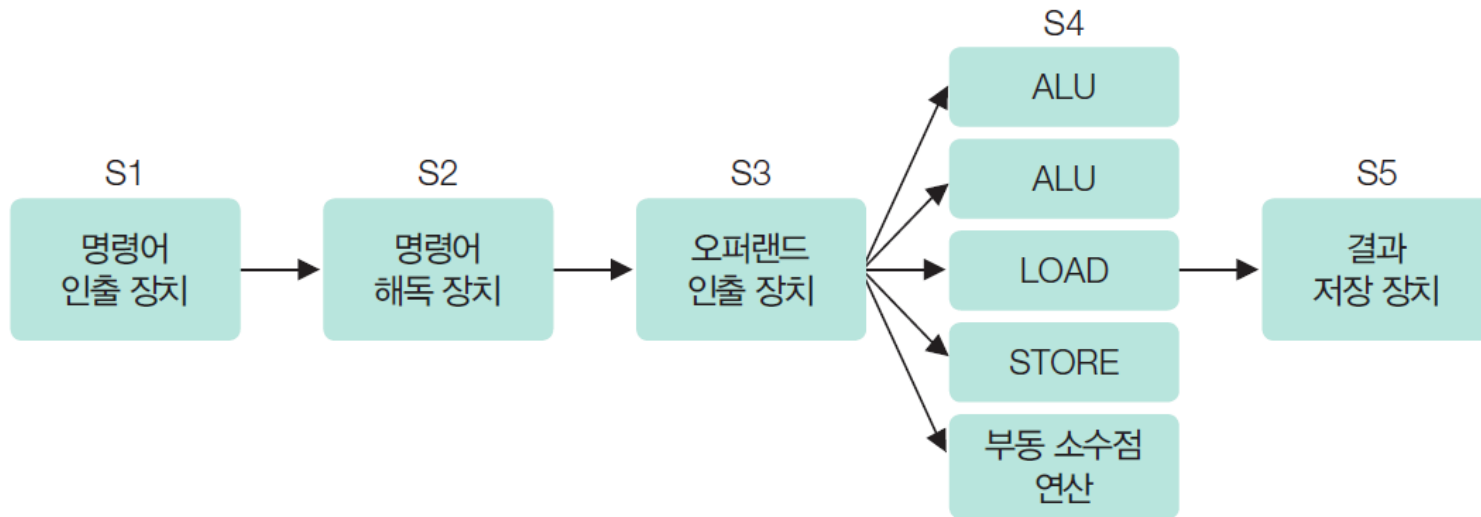 S1
명령어
인출 장치
S2
명령어
해독 장치
S3
오퍼랜드
인출 장치
S4
ALU
ALU
LOAD
STORE
부동 소수점
연산
S5
결과
저장 장치